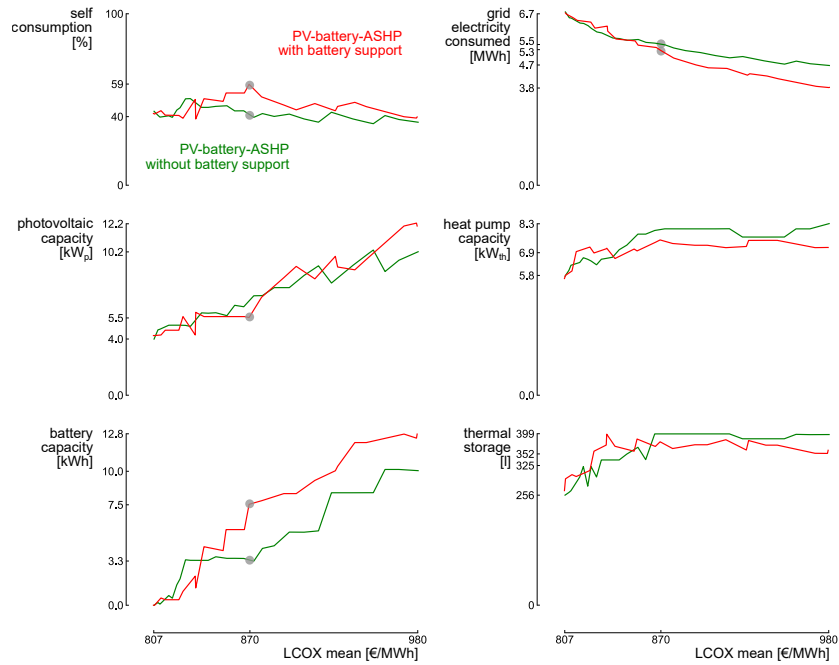 self
consumption
[%]
100
59
40
0
PV-battery-ASHP
with battery support
PV-battery-ASHP
without battery support
grid
electricity
consumed
[MWh]
6.7
5.5
5.3
4.7
3.8
0.0
photovoltaic
capacity
[kWp]
12.2
10.2
5.5
4.0
0.0
heat pump
capacity
[kWth]
8.3
6.9
5.8
0.0
battery
capacity
[kWh]
12.8
10.0
7.5
3.3
0.0
807
870
980
LCOX mean [€/MWh]
thermal
storage
[l]
399
352
325
256
0
807
870
980
LCOX mean [€/MWh]